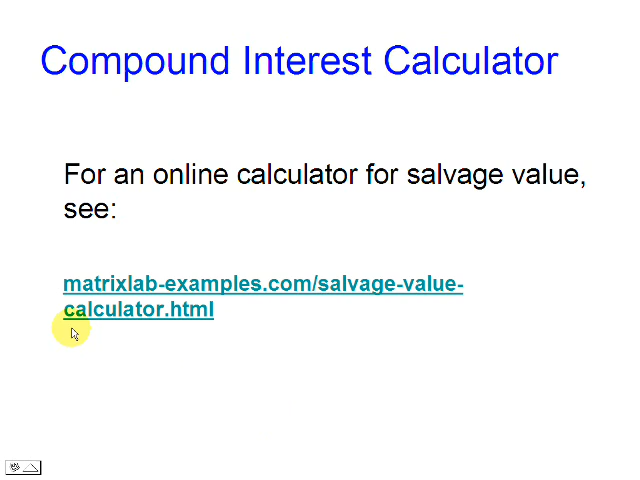 Compound Interest Calculator
For an online calculator for salvage value,
see:
matrixlab-examples.com/salvage-value-
calculator.html